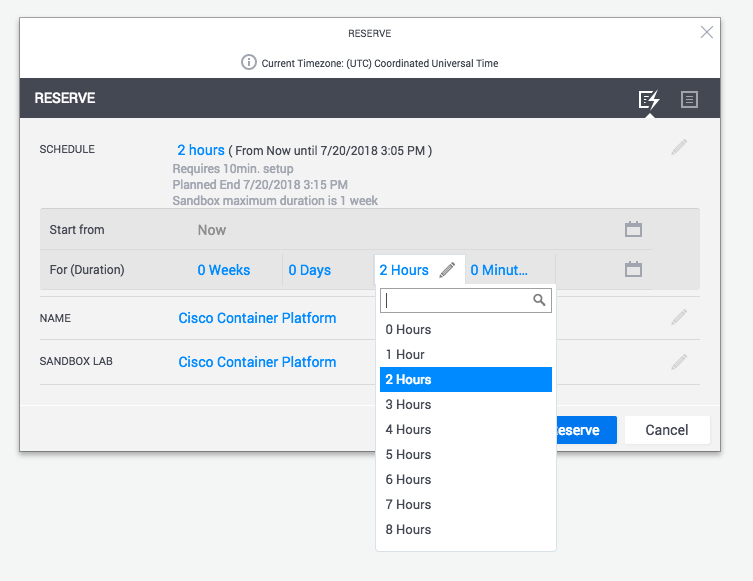 RESERVE
Current Timezone: (UTC) Coordinated Universal Time
RESERVE
SCHEDULE
2 hours ( From Now until 7/20/2018 3:05 PM )
Requires 10min. setup
Planned End 7/20/2018 3:15 PM
Sandbox maximum duration is 1 week
Start from Now
For (Duration) 0 Weeks 0 Days 2 Hours 0 Minut...
NAME Cisco Container Platform
SANDBOX LAB Cisco Container Platform
0 Hours
1 Hour
2 Hours
3 Hours
4 Hours
5 Hours
6 Hours
7 Hours
8 Hours
eserve Cancel